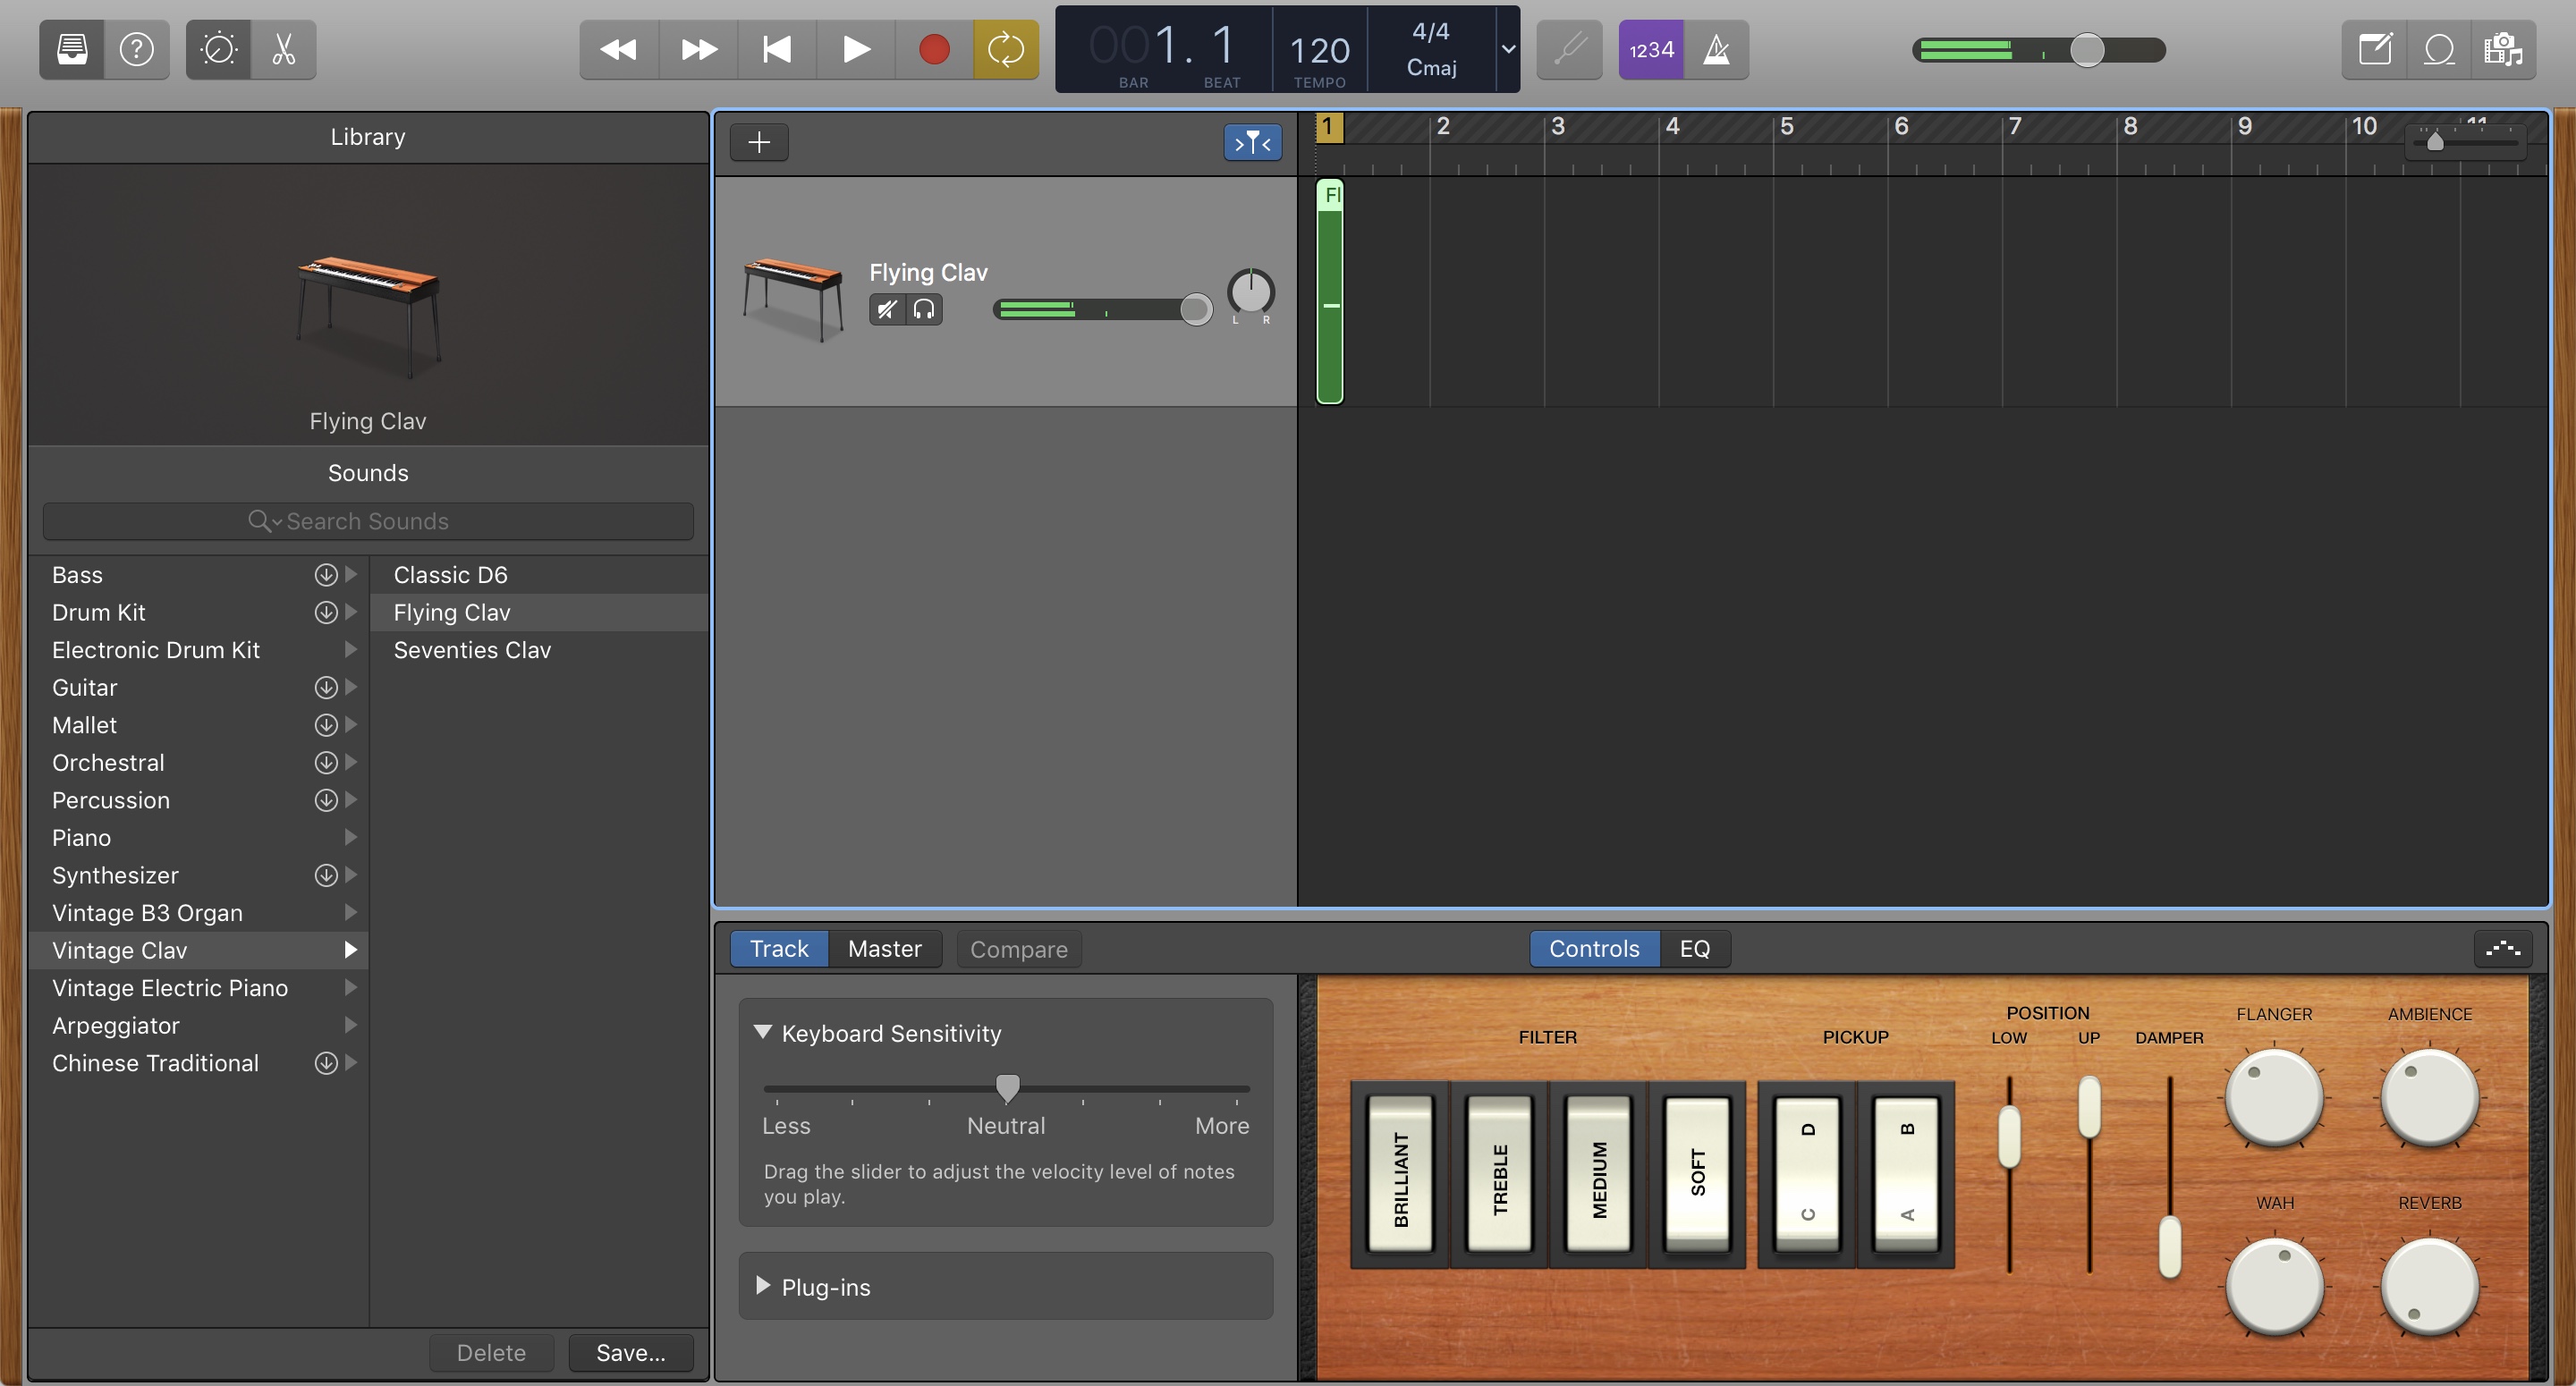 001. 1
BAR BEAT
120
TEMPO
4/4
Cmaj
1234
Library
Flying Clav
Sounds
Search Sounds
Bass
Drum Kit
Electronic Drum Kit
Guitar
Mallet
Orchestral
Percussion
Piano
Synthesizer
Vintage B3 Organ
Vintage Clav
Vintage Electric Piano
Arpeggiator
Chinese Traditional
Classic D6
Flying Clav
Seventies Clav
Delete Save...
1 2 3 4 5 6 7 8 9 10 11
Flying Clav
L R
Fl
Track Master Compare
Controls EQ
Keyboard Sensitivity
Less Neutral More
Drag the slider to adjust the velocity level of notes
you play.
Plug-ins
FILTER
BRILLIANT
TREBLE
MEDIUM
SOFT
PICKUP
D
C
B
A
POSITION
LOW UP DAMPER
FLANGER AMBIENCE
WAH REVERB